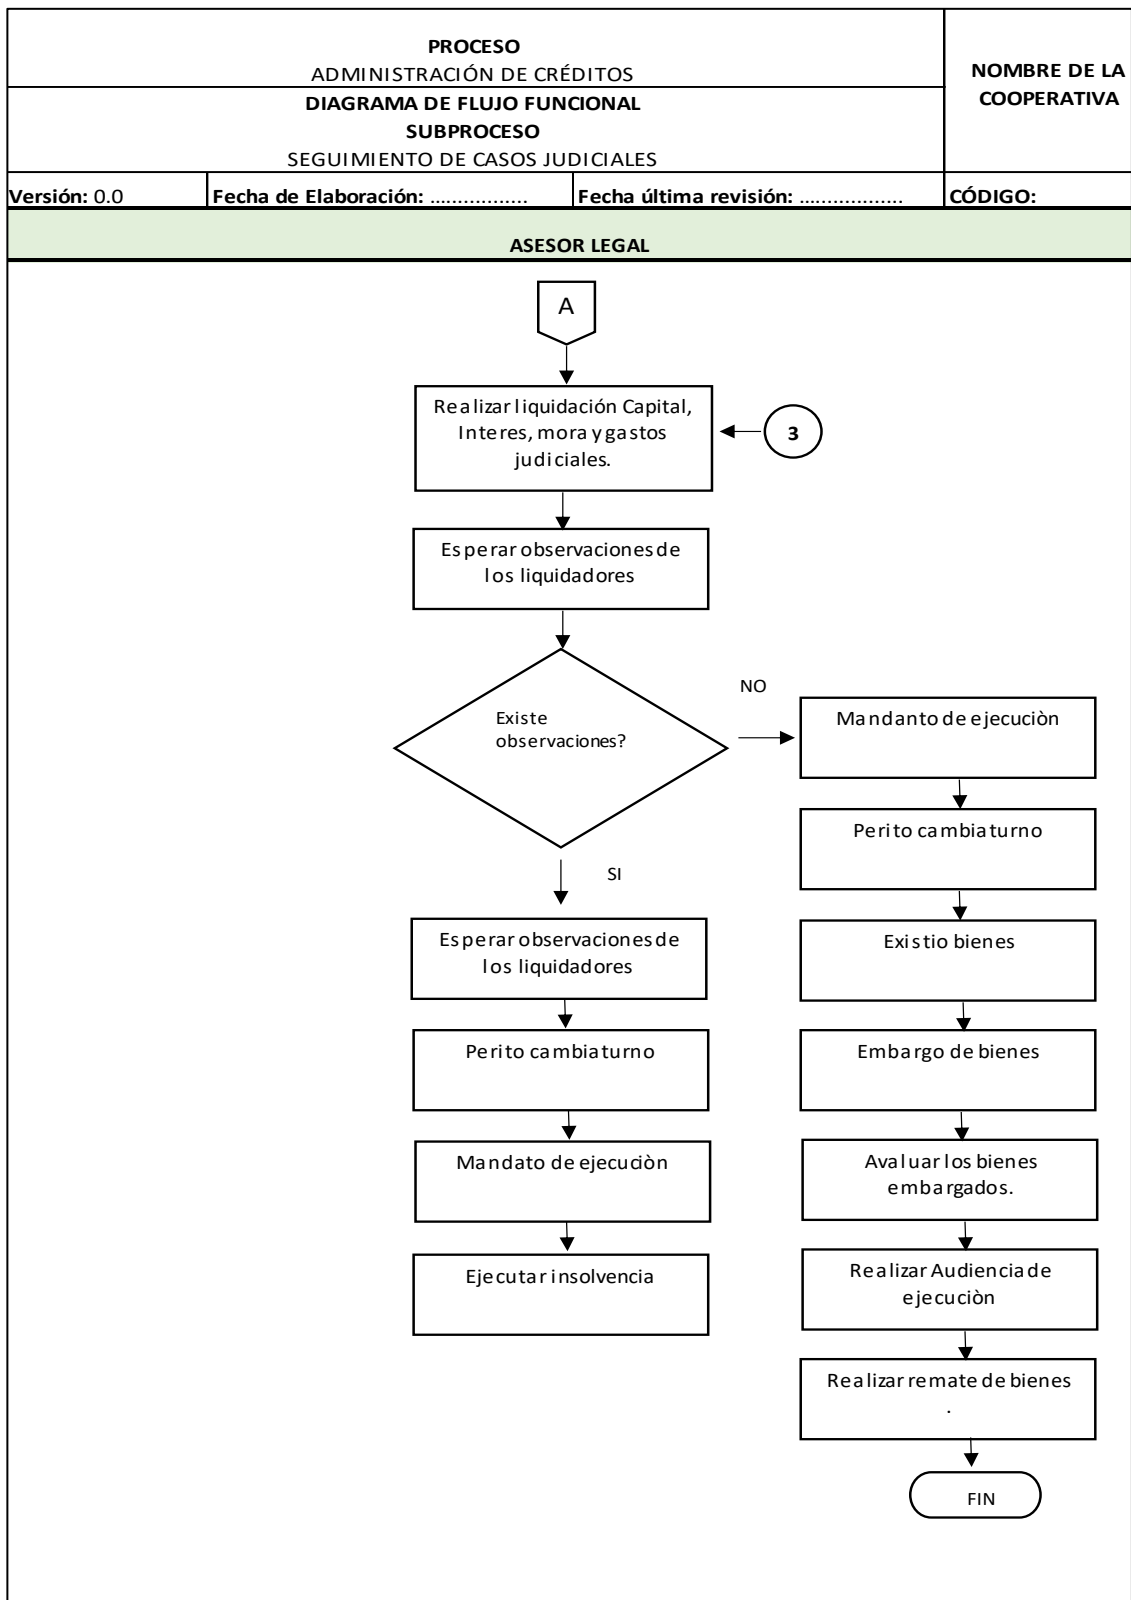 PROCESO
ADMINISTRACIÓN DE CRÉDITOS
NOMBRE DE LA
COOPERATIVA
DIAGRAMA DE FLUJO FUNCIONAL
SUBPROCESO
SEGUIMIENTO DE CASOS JUDICIALES
Versión: 0.0
Fecha de Elaboración: .................
Fecha última revisión: ..................
CÓDIGO:
ASESOR LEGAL
A
Realizar liquidación Capital,
Interes, mora y gastos
judiciales.
3
Esperar observaciones de
los liquidadores
Existe
observaciones?
NO
SI
Esperar observaciones de
los liquidadores
Perito cambia turno
Mandato de ejecuciòn
Ejecutar insolvencia
Mandanto de ejecuciòn
Perito cambia turno
Existio bienes
Embargo de bienes
Avaluar los bienes
embargados.
Realizar Audiencia de
ejecuciòn
Realizar remate de bienes
.
FIN